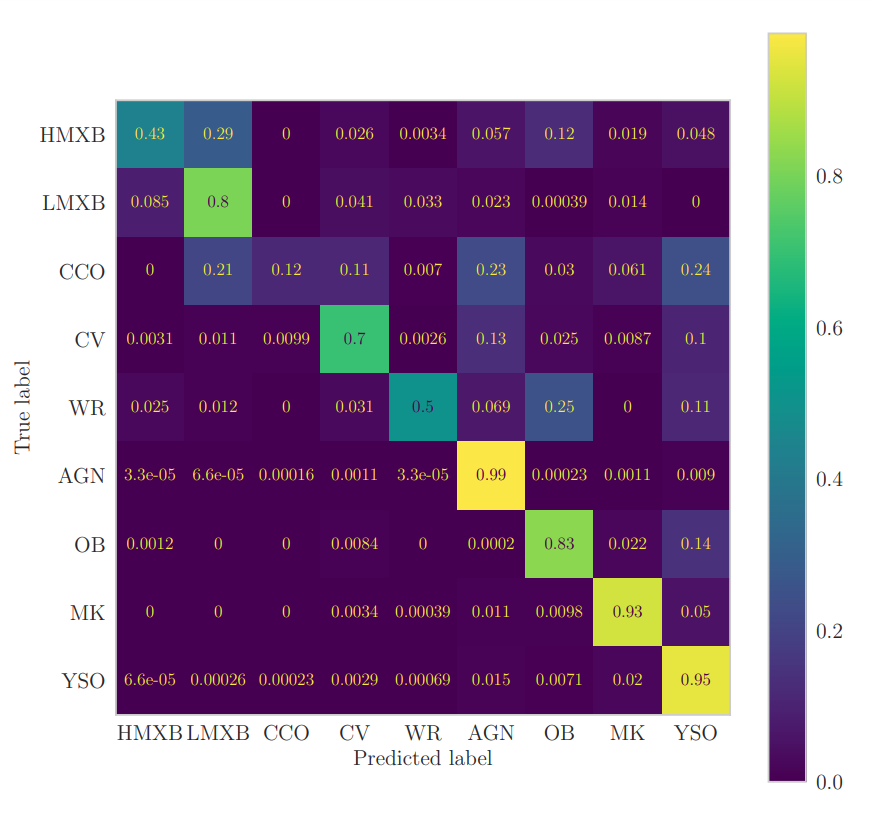 HMXB 0.43 0.29 0 0.026 0.0034 0.057 0.12 0.019 0.048
LMXB 0.085 0.8 0 0.041 0.033 0.023 0.00039 0.014 0
CCO 0 0.21 0.12 0.11 0.007 0.23 0.03 0.061 0.24
CV 0.0031 0.011 0.0099 0.7 0.0026 0.13 0.025 0.0087 0.1
WR 0.025 0.012 0 0.031 0.5 0.069 0.25 0 0.11
AGN 3.3e-05 6.6e-05 0.00016 0.0011 3.3e-05 0.99 0.00023 0.0011 0.009
OB 0.0012 0 0 0.0084 0 0.0002 0.83 0.022 0.14
MK 0 0 0 0.0034 0.00039 0.011 0.0098 0.93 0.05
YSO 6.6e-05 0.00026 0.00023 0.0029 0.00069 0.015 0.0071 0.02 0.95
HMXB LMXB CCO CV WR AGN OB MK YSO
Predicted label
True label
0.8
0.6
0.4
0.2
0.0